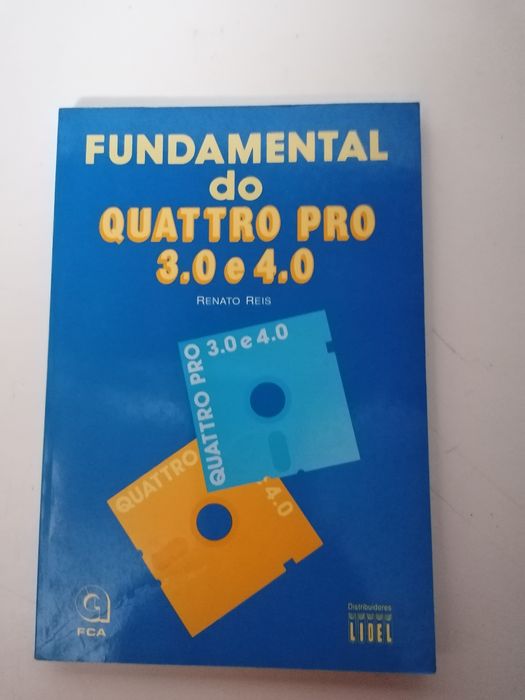 FUNDAMENTAL
do
QUATTRO PRO
3.0 e 4.0
RENATO REIS
QUATTRO PRO 3.0 e 4.0
QUATTRO
e 4.0
FCA
Distribuidores
LIDEL